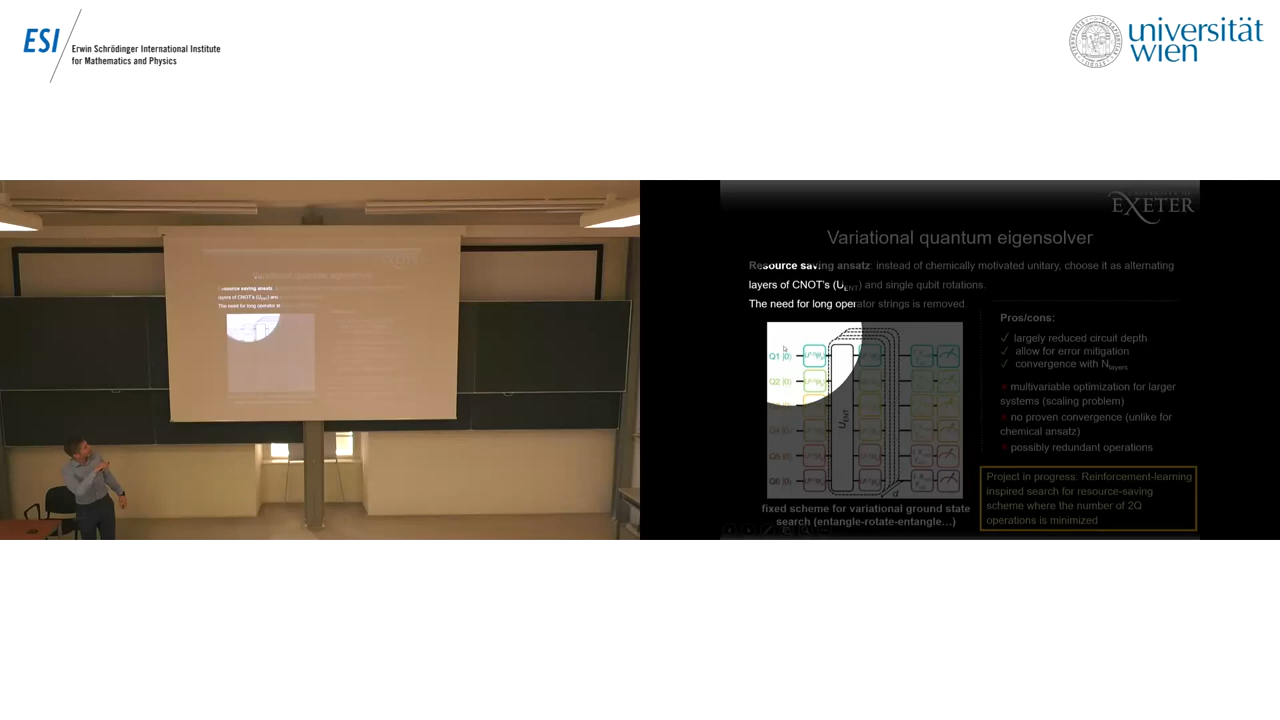 ESI
Erwin Schrödinger International Institute
for Mathematics and Physics
universität
wien
UNIVERSITY OF
EXETER
Variational quantum eigensolver
Resource saving ansatz: instead of chemically motivated unitary, choose it as alternating
layers of CNOT's (U_ENT) and single qubit rotations.
The need for long operator strings is removed.
Q1 |0⟩
Q2 |0⟩
Q5 |0⟩
Q6 |0⟩
U_ENT
d
fixed scheme for variational ground state
search (entangle-rotate-entangle…)
Pros/cons:
✓ largely reduced circuit depth
✓ allow for error mitigation
✓ convergence with N_layers
× multivariable optimization for larger
systems (scaling problem)
× no proven convergence (unlike for
chemical ansatz)
× possibly redundant operations
Project in progress: Reinforcement-learning
inspired search for resource-saving
scheme where the number of 2Q
operations is minimized